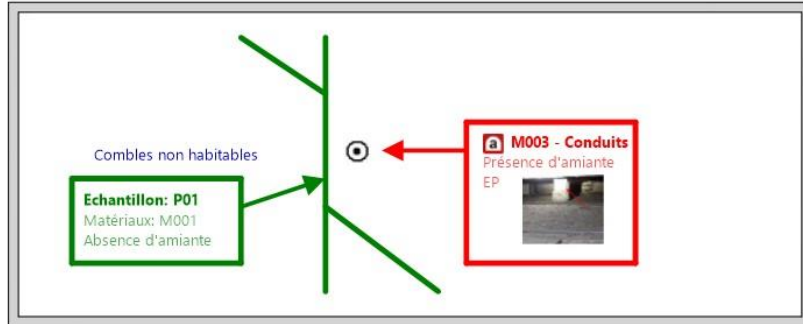 Combles non habitables
Echantillon: P01
Matériaux: M001
Absence d'amiante
a M003 - Conduits
Présence d'amiante
EP